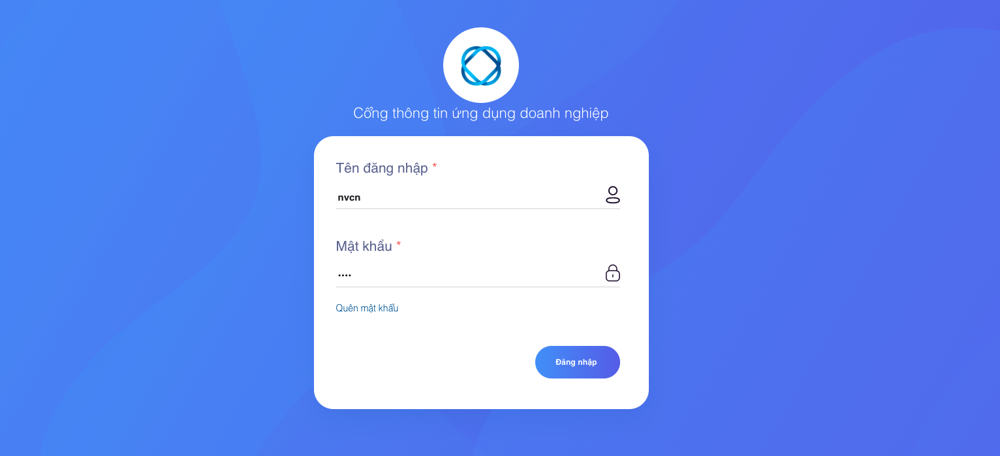 Cổng thông tin ứng dụng doanh nghiệp
Tên đăng nhập *
nvcn
Mật khẩu *
••••
Quên mật khẩu
Đăng nhập